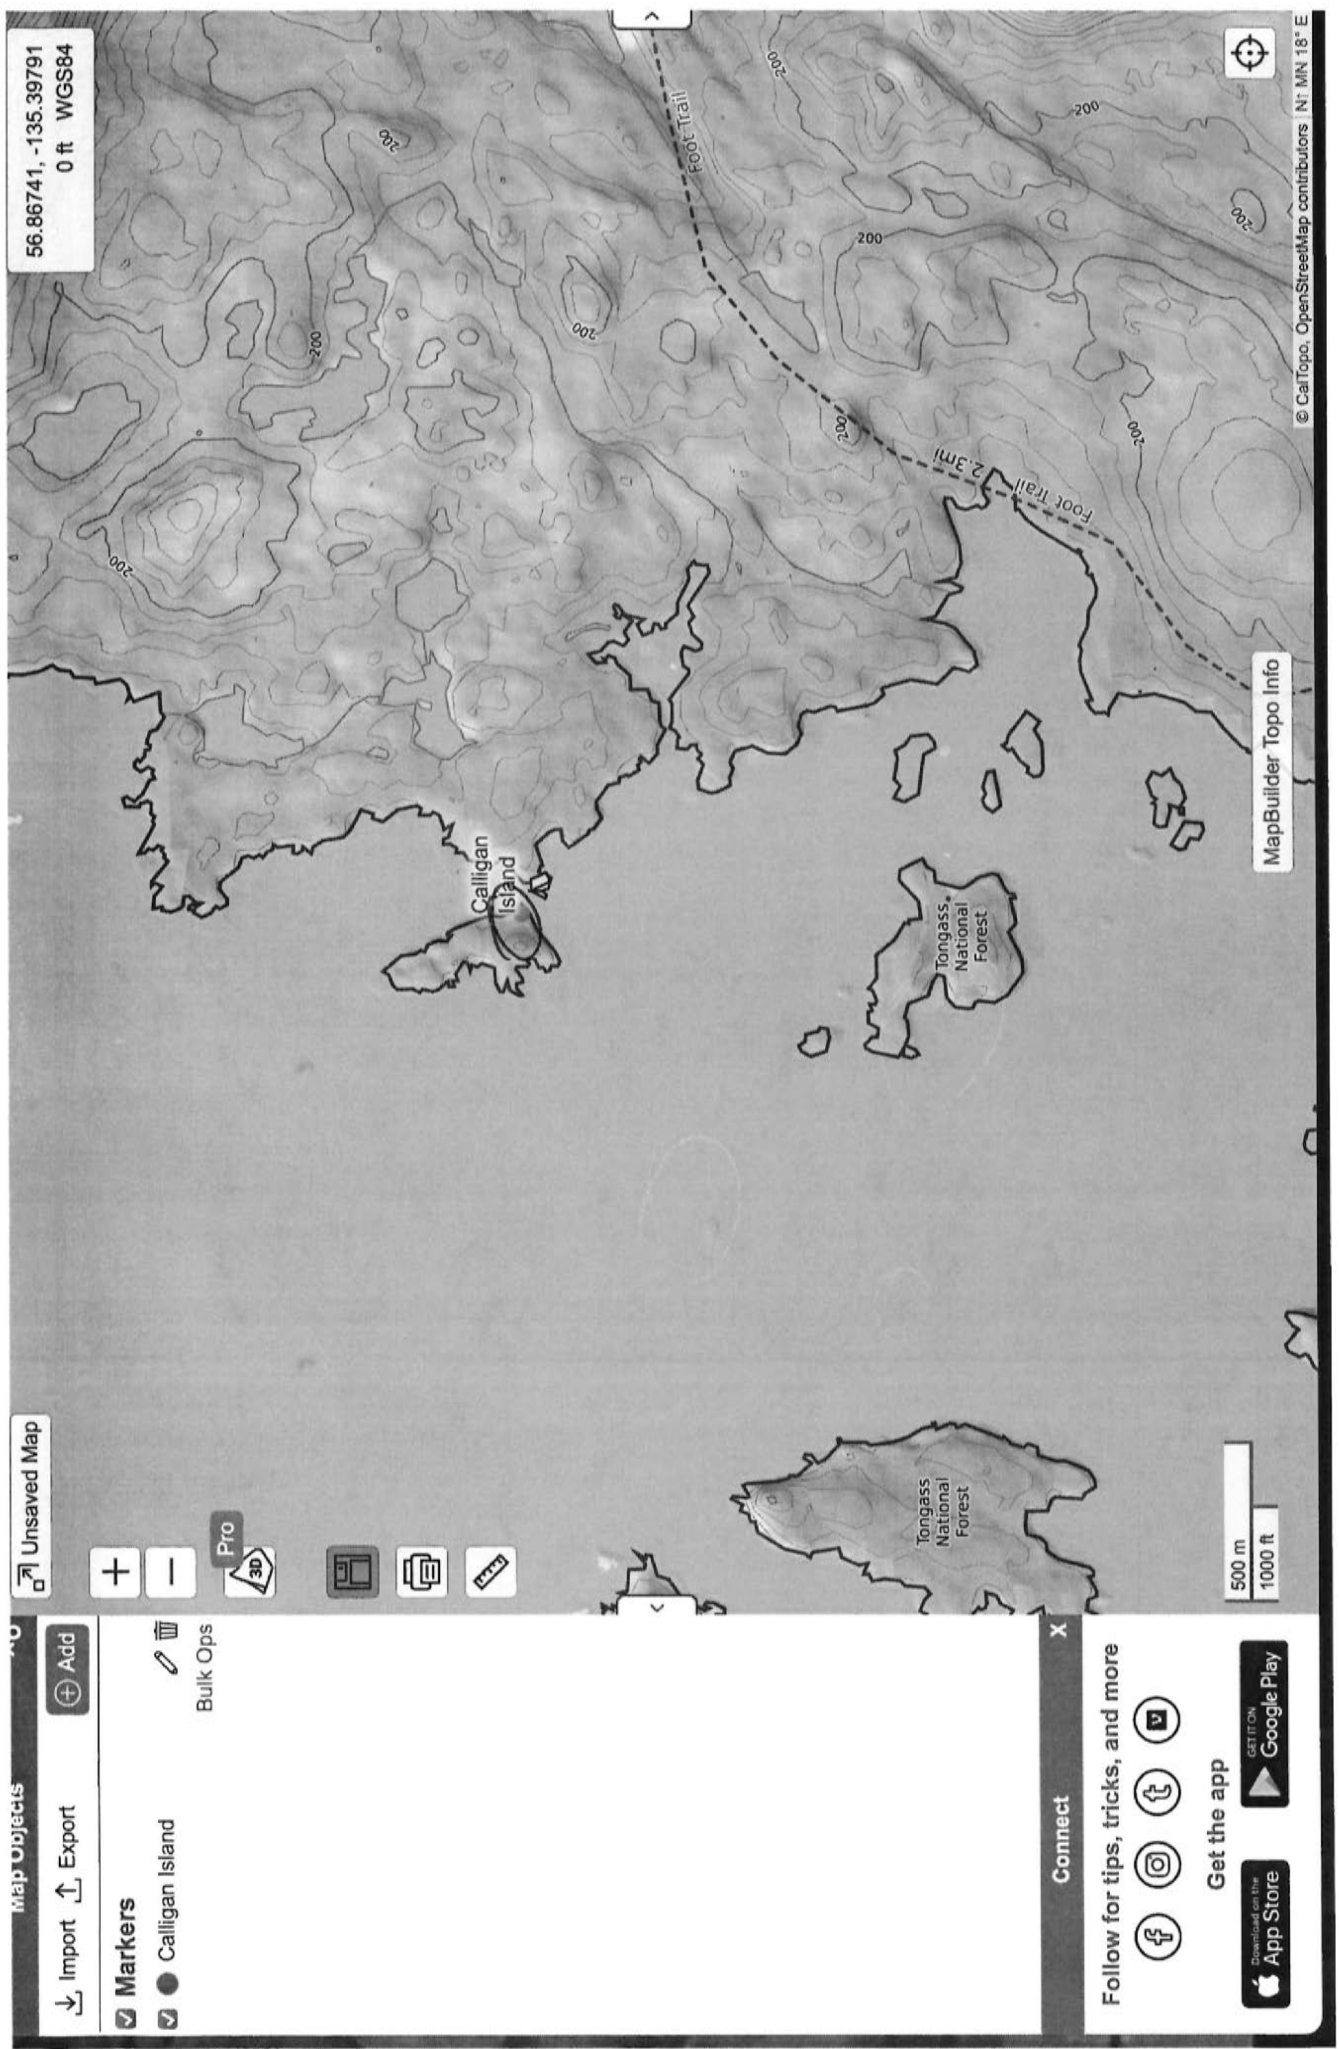 Map Objects
Import
Export
Add
Markers
Calligan Island
Bulk Ops
Connect
X
Follow for tips, tricks, and more
Get the app
Download on the
App Store
GET IT ON
Google Play
Unsaved Map
Pro
3D
500 m
1000 ft
56.86741, -135.39791
0 ft WGS84
200
200
200
200
200
Calligan
Island
200
Foot Trail
200
200
200
200
200
2.3mi
Foot Trail
Tongass
National
Forest
Tongass
National
Forest
MapBuilder Topo Info
© CalTopo, OpenStreetMap contributors | N↑ MN 18° E